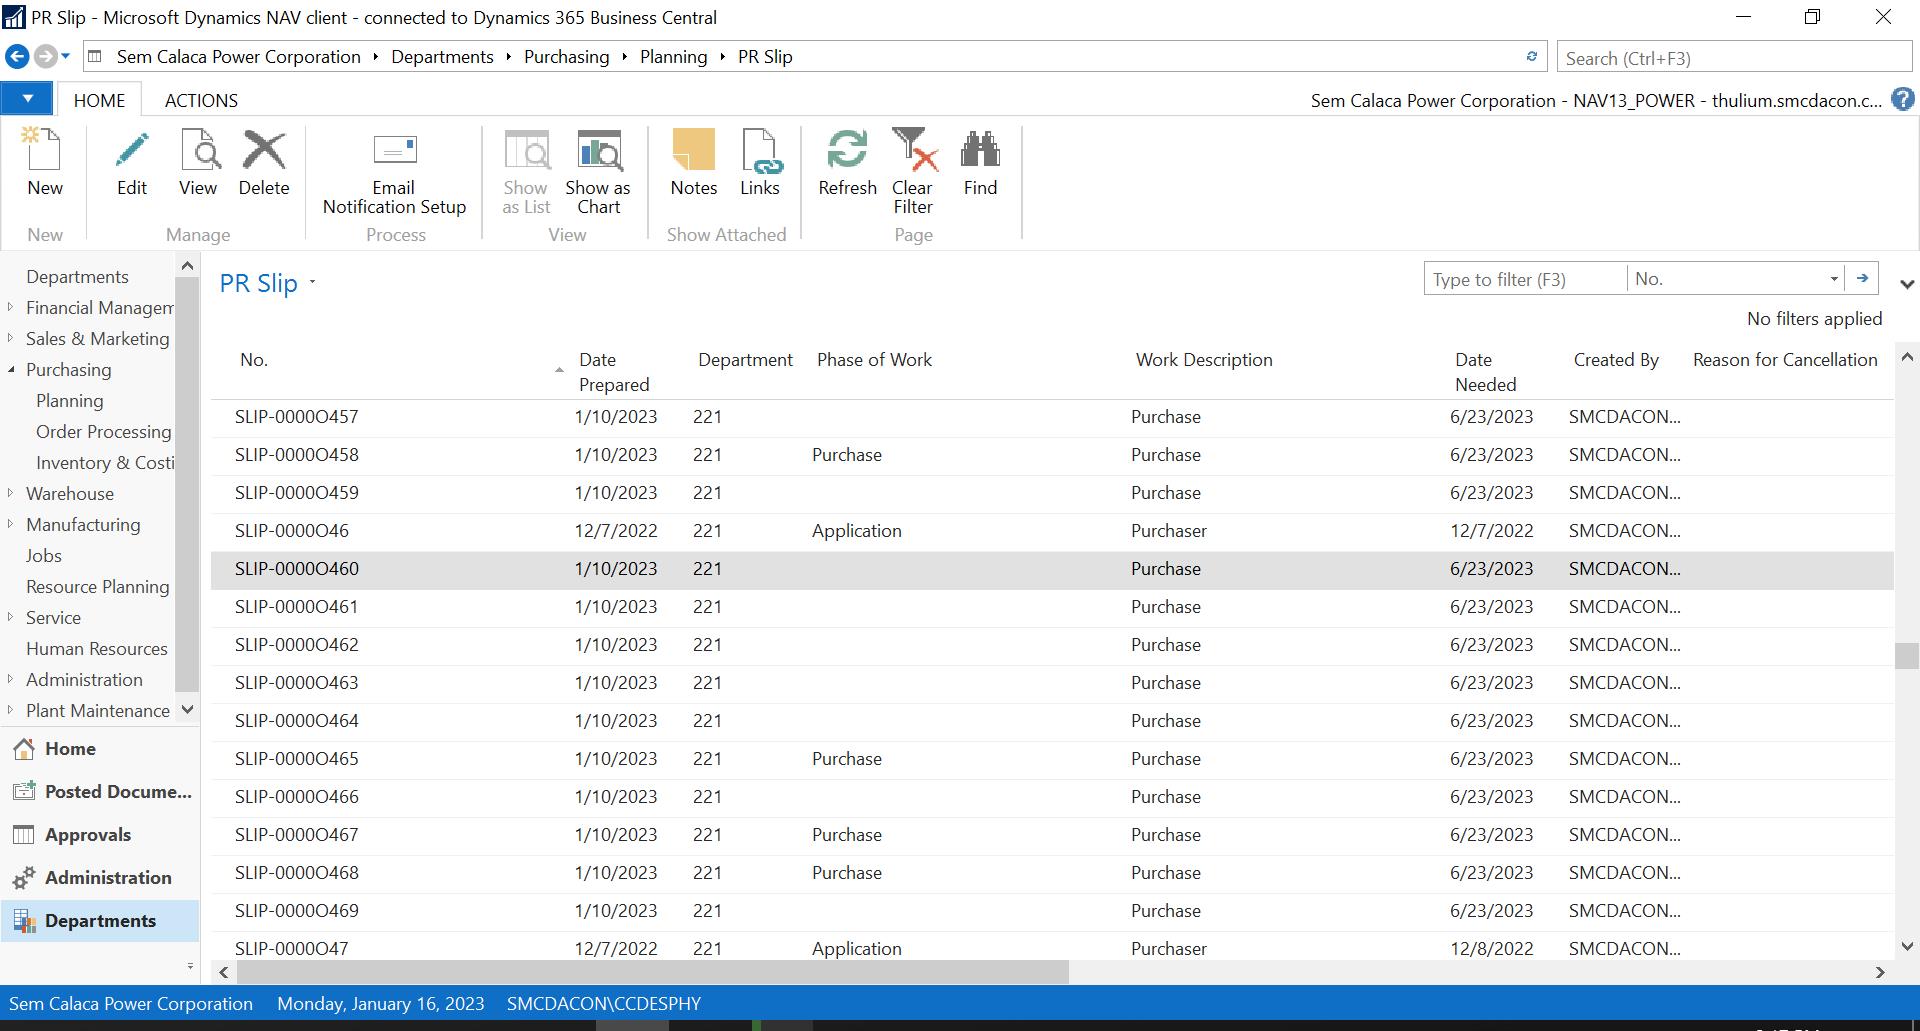 PR Slip - Microsoft Dynamics NAV client - connected to Dynamics 365 Business Central
Sem Calaca Power Corporation Departments Purchasing Planning PR Slip
Search (Ctrl+F3)
HOME ACTIONS
Sem Calaca Power Corporation - NAV13_POWER - thulium.smcdacon.c...
New
Edit
View
Delete
Email
Notification Setup
Show
as List
Show as
Chart
Notes
Links
Refresh
Clear
Filter
Find
New
Manage
Process
View
Show Attached
Page
Departments
Financial Managem
Sales & Marketing
Purchasing
Planning
Order Processing
Inventory & Costi
Warehouse
Manufacturing
Jobs
Resource Planning
Service
Human Resources
Administration
Plant Maintenance
Home
Posted Docume...
Approvals
Administration
Departments
PR Slip
Type to filter (F3) No.
No filters applied
No. Date Prepared Department Phase of Work Work Description Date Needed Created By Reason for Cancellation
SLIP-0000O457 1/10/2023 221 Purchase 6/23/2023 SMCDACON...
SLIP-0000O458 1/10/2023 221 Purchase Purchase 6/23/2023 SMCDACON...
SLIP-0000O459 1/10/2023 221 Purchase 6/23/2023 SMCDACON...
SLIP-0000O46 12/7/2022 221 Application Purchaser 12/7/2022 SMCDACON...
SLIP-0000O460 1/10/2023 221 Purchase 6/23/2023 SMCDACON...
SLIP-0000O461 1/10/2023 221 Purchase 6/23/2023 SMCDACON...
SLIP-0000O462 1/10/2023 221 Purchase 6/23/2023 SMCDACON...
SLIP-0000O463 1/10/2023 221 Purchase 6/23/2023 SMCDACON...
SLIP-0000O464 1/10/2023 221 Purchase 6/23/2023 SMCDACON...
SLIP-0000O465 1/10/2023 221 Purchase Purchase 6/23/2023 SMCDACON...
SLIP-0000O466 1/10/2023 221 Purchase 6/23/2023 SMCDACON...
SLIP-0000O467 1/10/2023 221 Purchase Purchase 6/23/2023 SMCDACON...
SLIP-0000O468 1/10/2023 221 Purchase Purchase 6/23/2023 SMCDACON...
SLIP-0000O469 1/10/2023 221 Purchase 6/23/2023 SMCDACON...
SLIP-0000O47 12/7/2022 221 Application Purchaser 12/8/2022 SMCDACON...
Sem Calaca Power Corporation Monday, January 16, 2023 SMCDACON\CCDESPHY